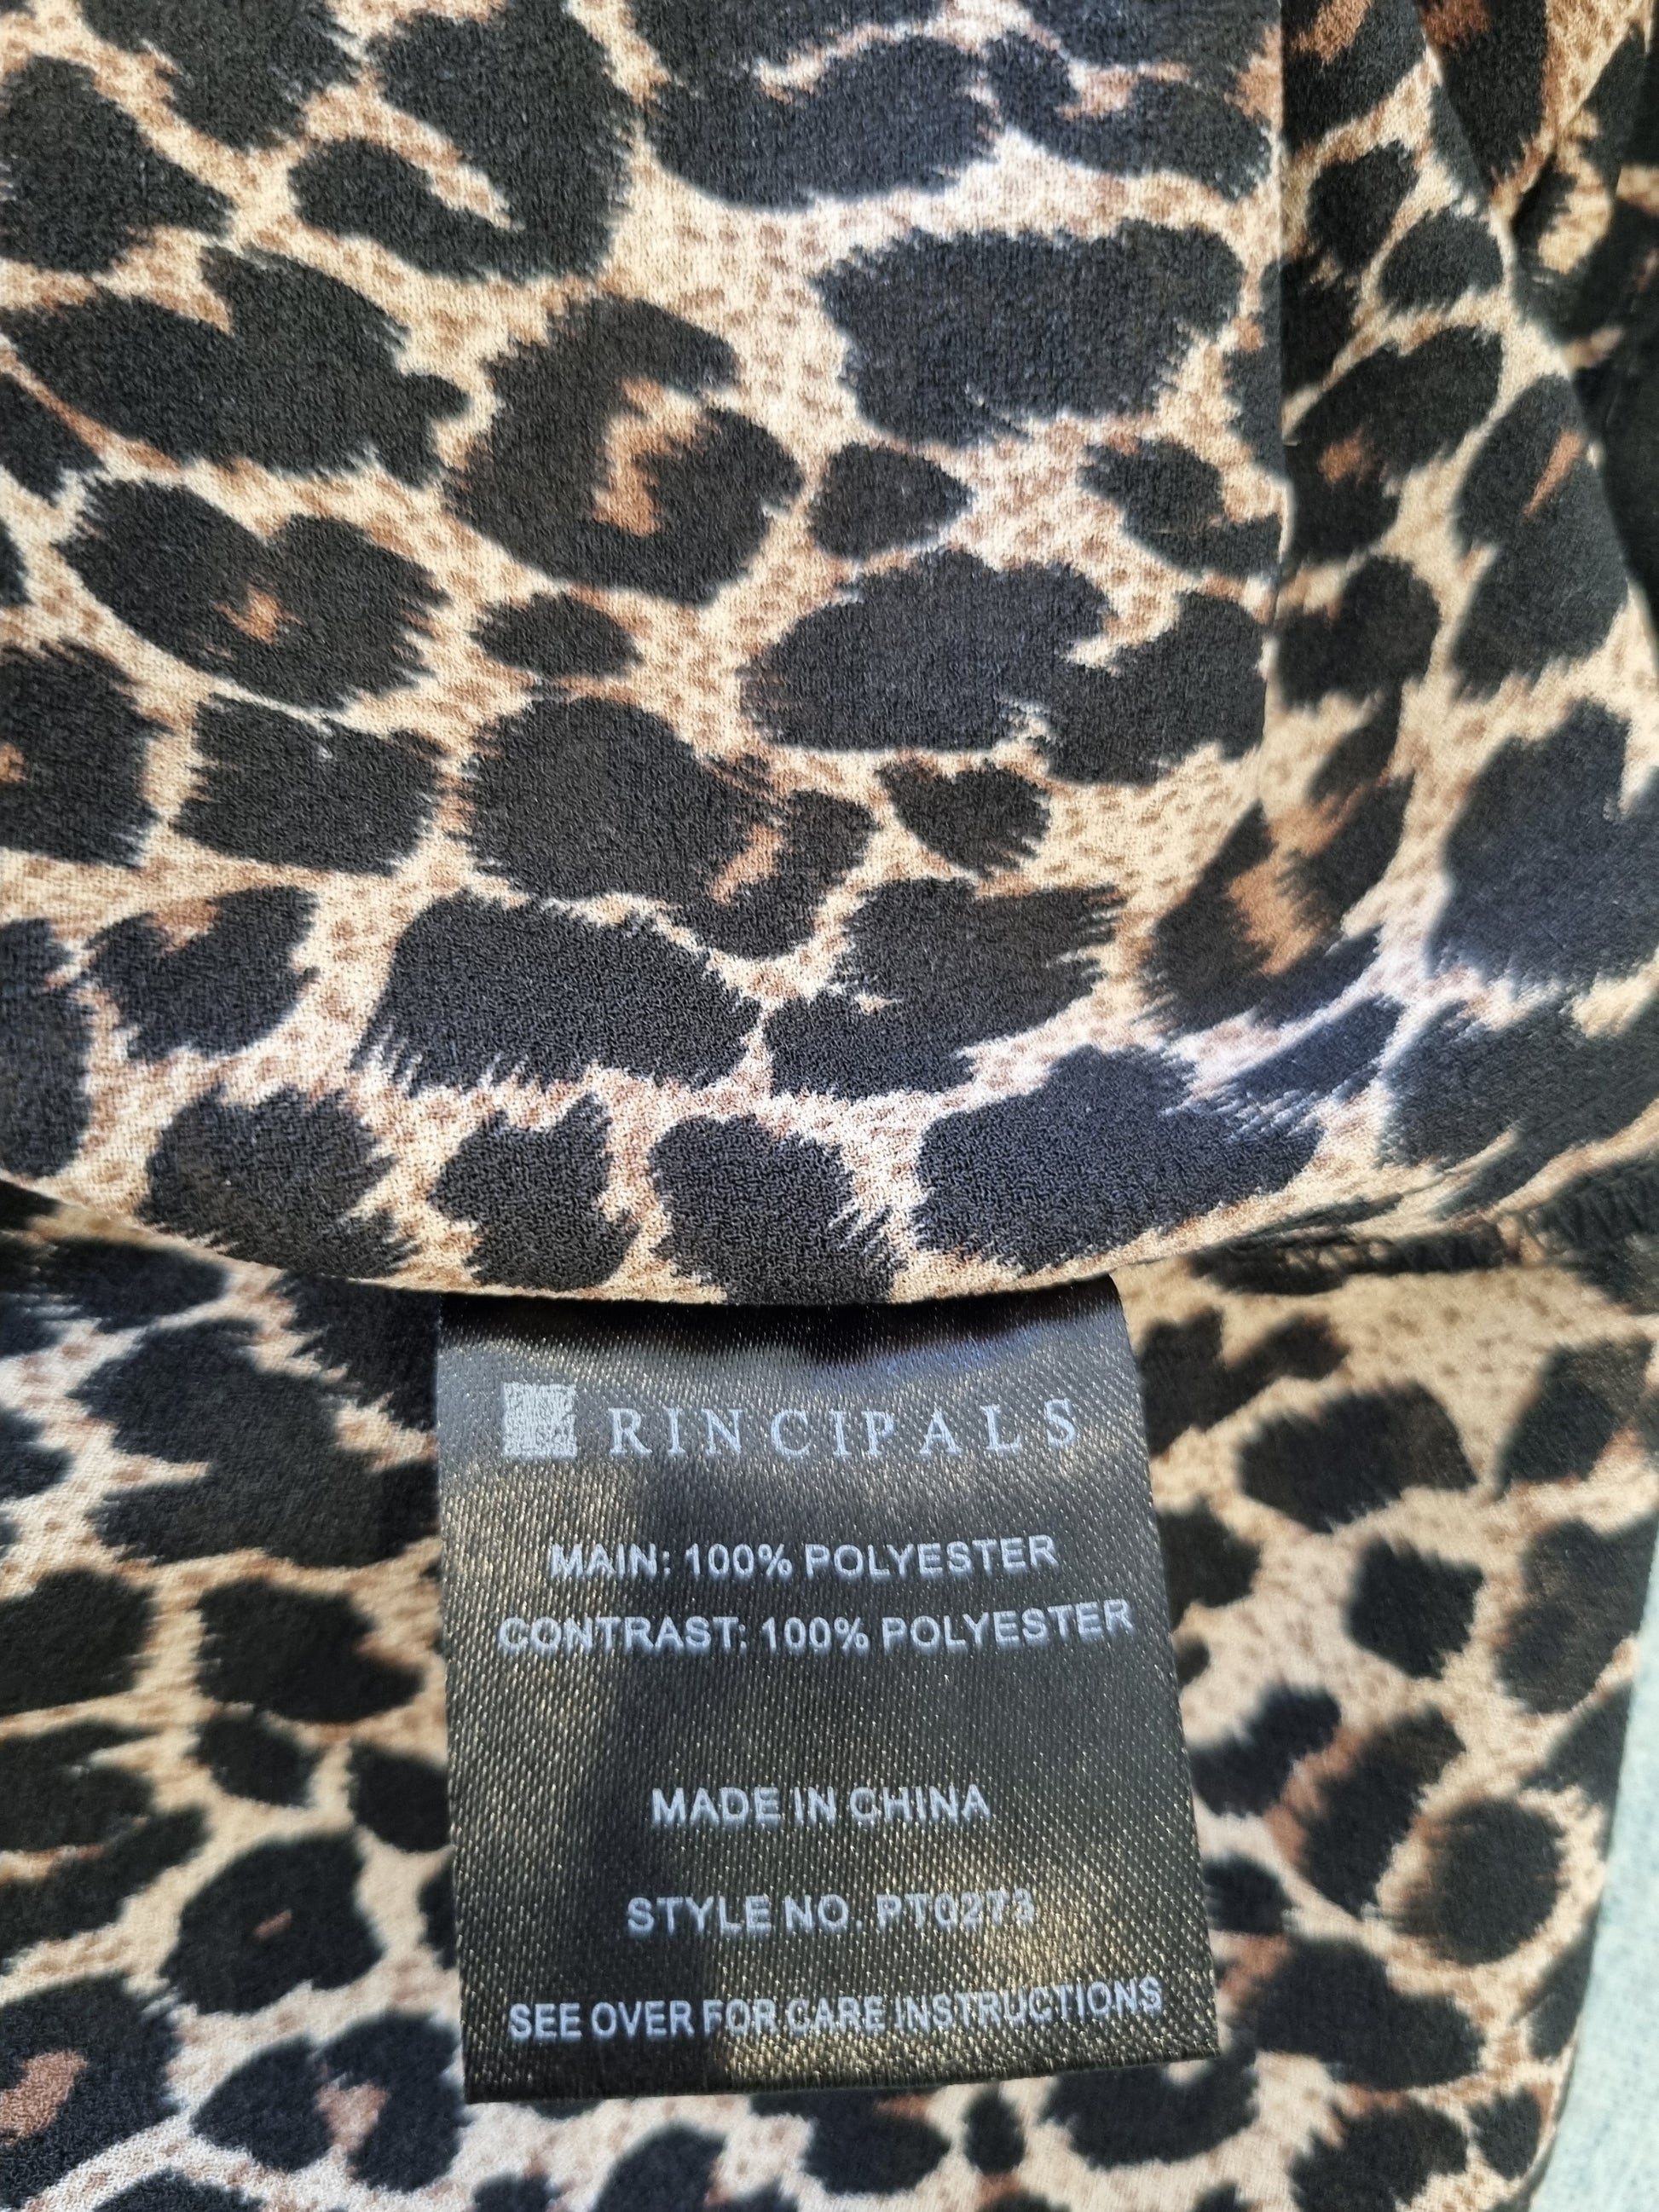 RINCIPALS
MAIN: 100% POLYESTER
CONTRAST: 100% POLYESTER
MADE IN CHINA
STYLE NO. PT0273
SEE OVER FOR CARE INSTRUCTIONS